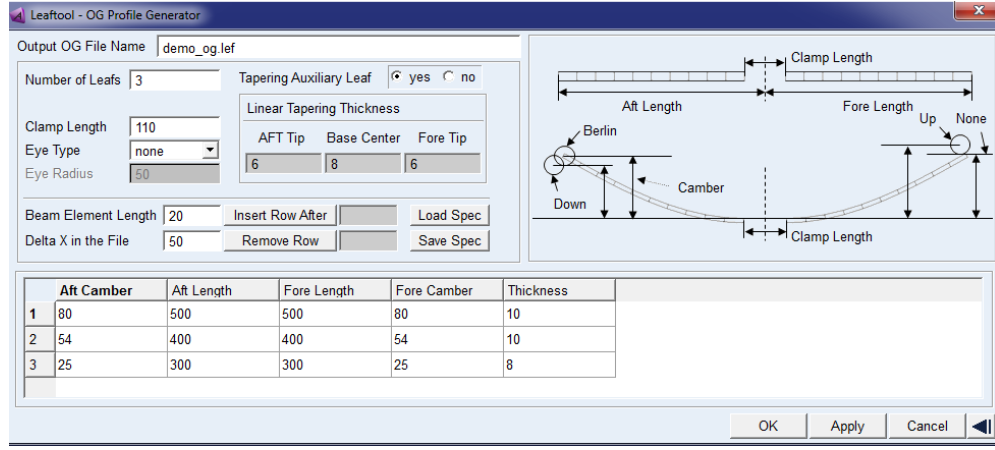 Leaftool - OG Profile Generator
Output OG File Name demo_og.lef
Number of Leafs 3 Tapering Auxiliary Leaf yes no
Linear Tapering Thickness
Clamp Length 110 AFT Tip Base Center Fore Tip
Eye Type none 6 8 6
Eye Radius 50
Beam Element Length 20 Insert Row After Load Spec
Delta X in the File 50 Remove Row Save Spec
Clamp Length
Aft Length Fore Length
Up None
Berlin
Camber
Down
Clamp Length
Aft Camber Aft Length Fore Length Fore Camber Thickness
1 80 500 500 80 10
2 54 400 400 54 10
3 25 300 300 25 8
OK Apply Cancel